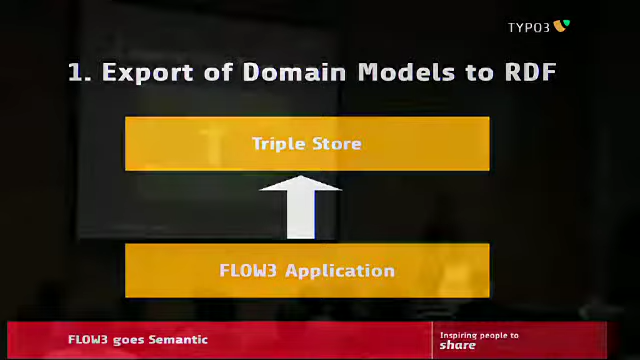 TYPO3
1. Export of Domain Models to RDF
Triple Store
FLOW3 Application
FLOW3 goes Semantic
Inspiring people to
share